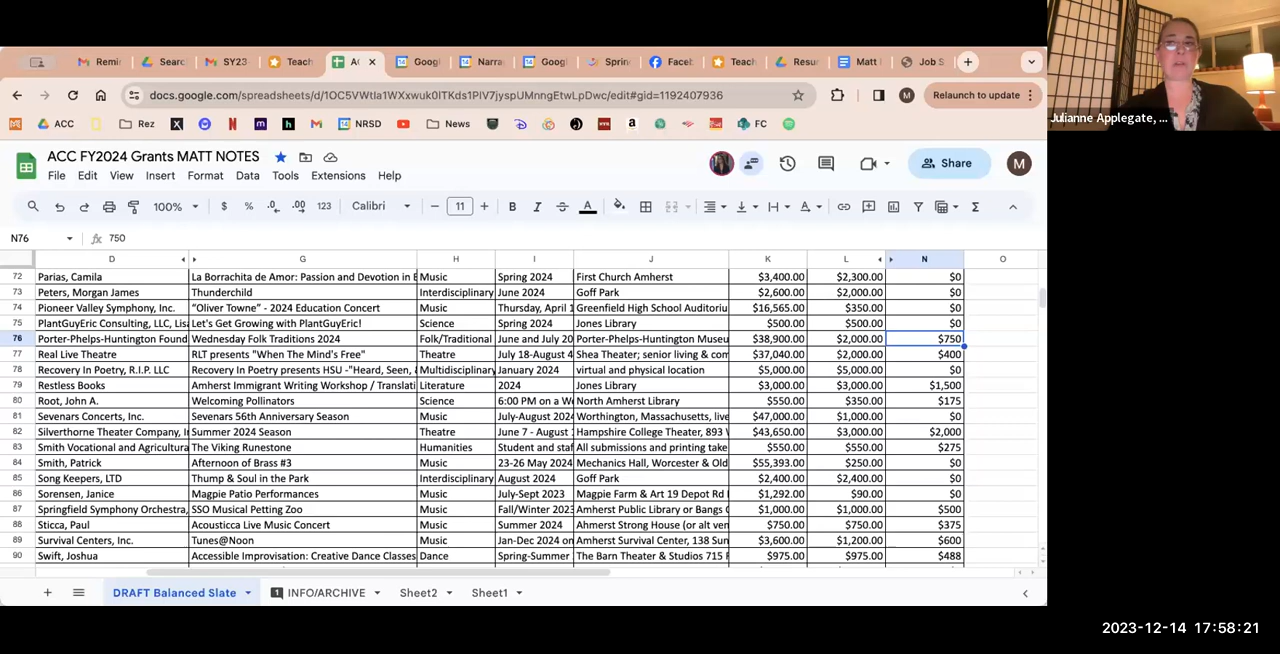 Remi Searc SY23- Teach AC Googl Narra Googl Sprin Faceb Teach Resu Matt Job S
docs.google.com/spreadsheets/d/1OC5VWtla1WXxwuk0lTKds1PlV7jyspUMnngEtwLpDwc/edit#gid=1192407936 M Relaunch to update
ACC Rez NRSD News FC
ACC FY2024 Grants MATT NOTES Share M
File Edit View Insert Format Data Tools Extensions Help
100% $ % .0 .00 123 Calibri 11 B I A
N76 fx 750
D G H I J K L N O
72 Parias, Camila La Borrachita de Amor: Passion and Devotion in E Music Spring 2024 First Church Amherst $3,400.00 $2,300.00 $0
73 Peters, Morgan James Thunderchild Interdisciplinary June 2024 Goff Park $2,600.00 $2,000.00 $0
74 Pioneer Valley Symphony, Inc. “Oliver Towne” - 2024 Education Concert Music Thursday, April 1 Greenfield High School Auditoriu $16,565.00 $350.00 $0
75 PlantGuyEric Consulting, LLC, Lisa Let's Get Growing with PlantGuyEric! Science Spring 2024 Jones Library $500.00 $500.00 $0
76 Porter-Phelps-Huntington Found Wednesday Folk Traditions 2024 Folk/Traditional June and July 20 Porter-Phelps-Huntington Museu $38,900.00 $2,000.00 $750
77 Real Live Theatre RLT presents "When The Mind's Free" Theatre July 18-August 4 Shea Theater; senior living & com $37,040.00 $2,000.00 $400
78 Recovery In Poetry, R.I.P. LLC Recovery In Poetry presents HSU -"Heard, Seen, Multidisciplinary January 2024 virtual and physical location $5,000.00 $5,000.00 $0
79 Restless Books Amherst Immigrant Writing Workshop / Translati Literature 2024 Jones Library $3,000.00 $3,000.00 $1,500
80 Root, John A. Welcoming Pollinators Science 6:00 PM on a We North Amherst Library $550.00 $350.00 $175
81 Sevenars Concerts, Inc. Sevenars 56th Anniversary Season Music July-August 2024 Worthington, Massachusetts, live $47,000.00 $1,000.00 $0
82 Silverthorne Theater Company, I Summer 2024 Season Theatre June 7 - August Hampshire College Theater, 893 $43,650.00 $3,000.00 $2,000
83 Smith Vocational and Agricultura The Viking Runestone Humanities Student and staf All submissions and printing take $550.00 $550.00 $275
84 Smith, Patrick Afternoon of Brass #3 Music 23-26 May 2024 Mechanics Hall, Worcester & Old $55,393.00 $250.00 $0
85 Song Keepers, LTD Thump & Soul in the Park Interdisciplinary August 2024 Goff Park $2,400.00 $2,400.00 $0
86 Sorensen, Janice Magpie Patio Performances Music July-Sept 2023 Magpie Farm & Art 19 Depot Rd $1,292.00 $90.00 $0
87 Springfield Symphony Orchestra, SSO Musical Petting Zoo Music Fall/Winter 2023 Amherst Public Library or Bangs C $1,000.00 $1,000.00 $500
88 Sticca, Paul Acousticca Live Music Concert Music Summer 2024 Ahmerst Strong House (or alt ven $750.00 $750.00 $375
89 Survival Centers, Inc. Tunes@Noon Music Jan-Dec 2024 on Amherst Survival Center, 138 Sun $3,600.00 $1,200.00 $600
90 Swift, Joshua Accessible Improvisation: Creative Dance Classes Dance Spring-Summer The Barn Theater & Studios 715 $975.00 $975.00 $488
DRAFT Balanced Slate 1 INFO/ARCHIVE Sheet2 Sheet1
Julianne Applegate, ...
2023-12-14 17:58:21